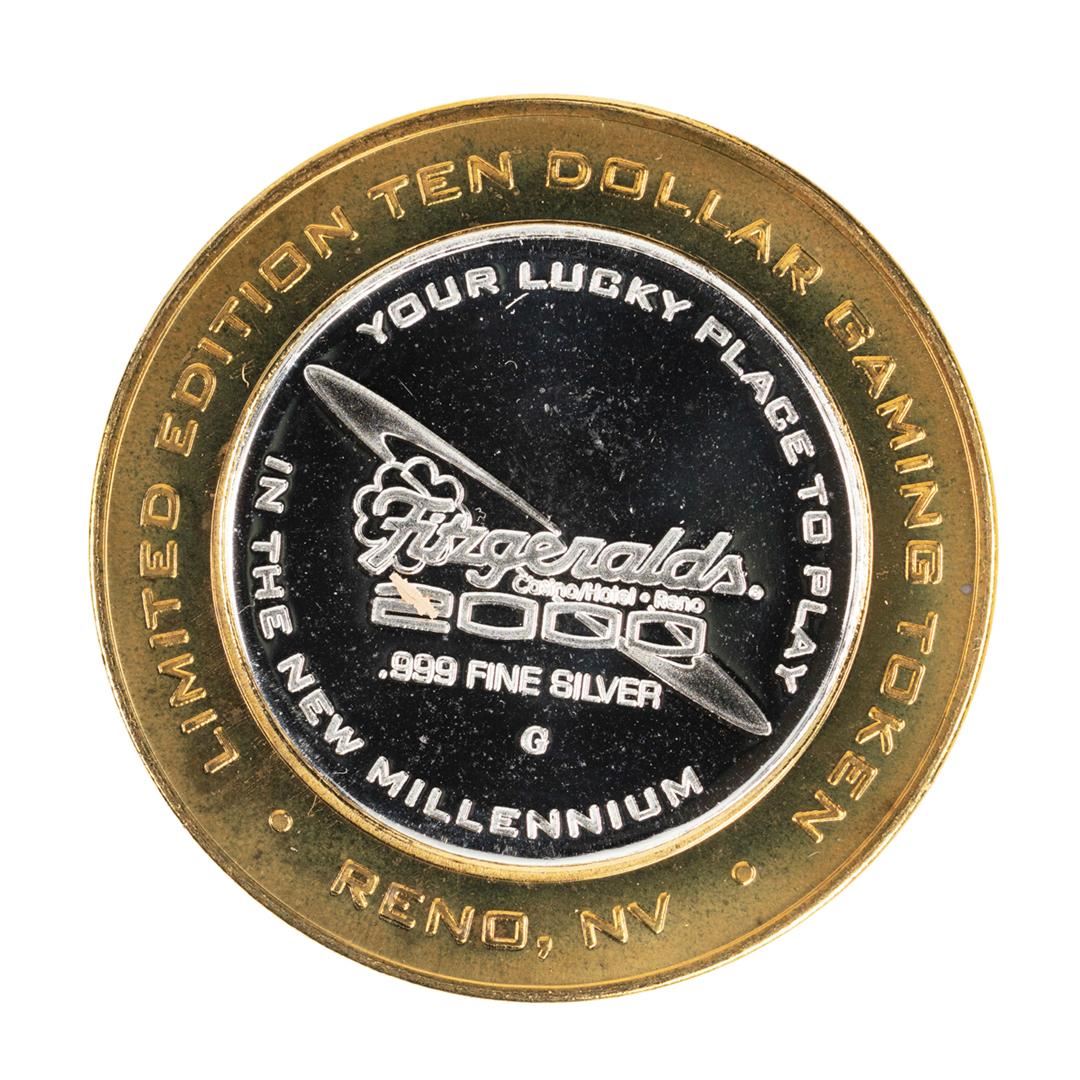 LIMITED EDITION TEN DOLLAR GAMING TOKEN
• RENO, NV •
YOUR LUCKY PLACE TO PLAY
IN THE NEW MILLENNIUM
Fitzgeralds®
Casino/Hotel • Reno
2000
.999 FINE SILVER
G